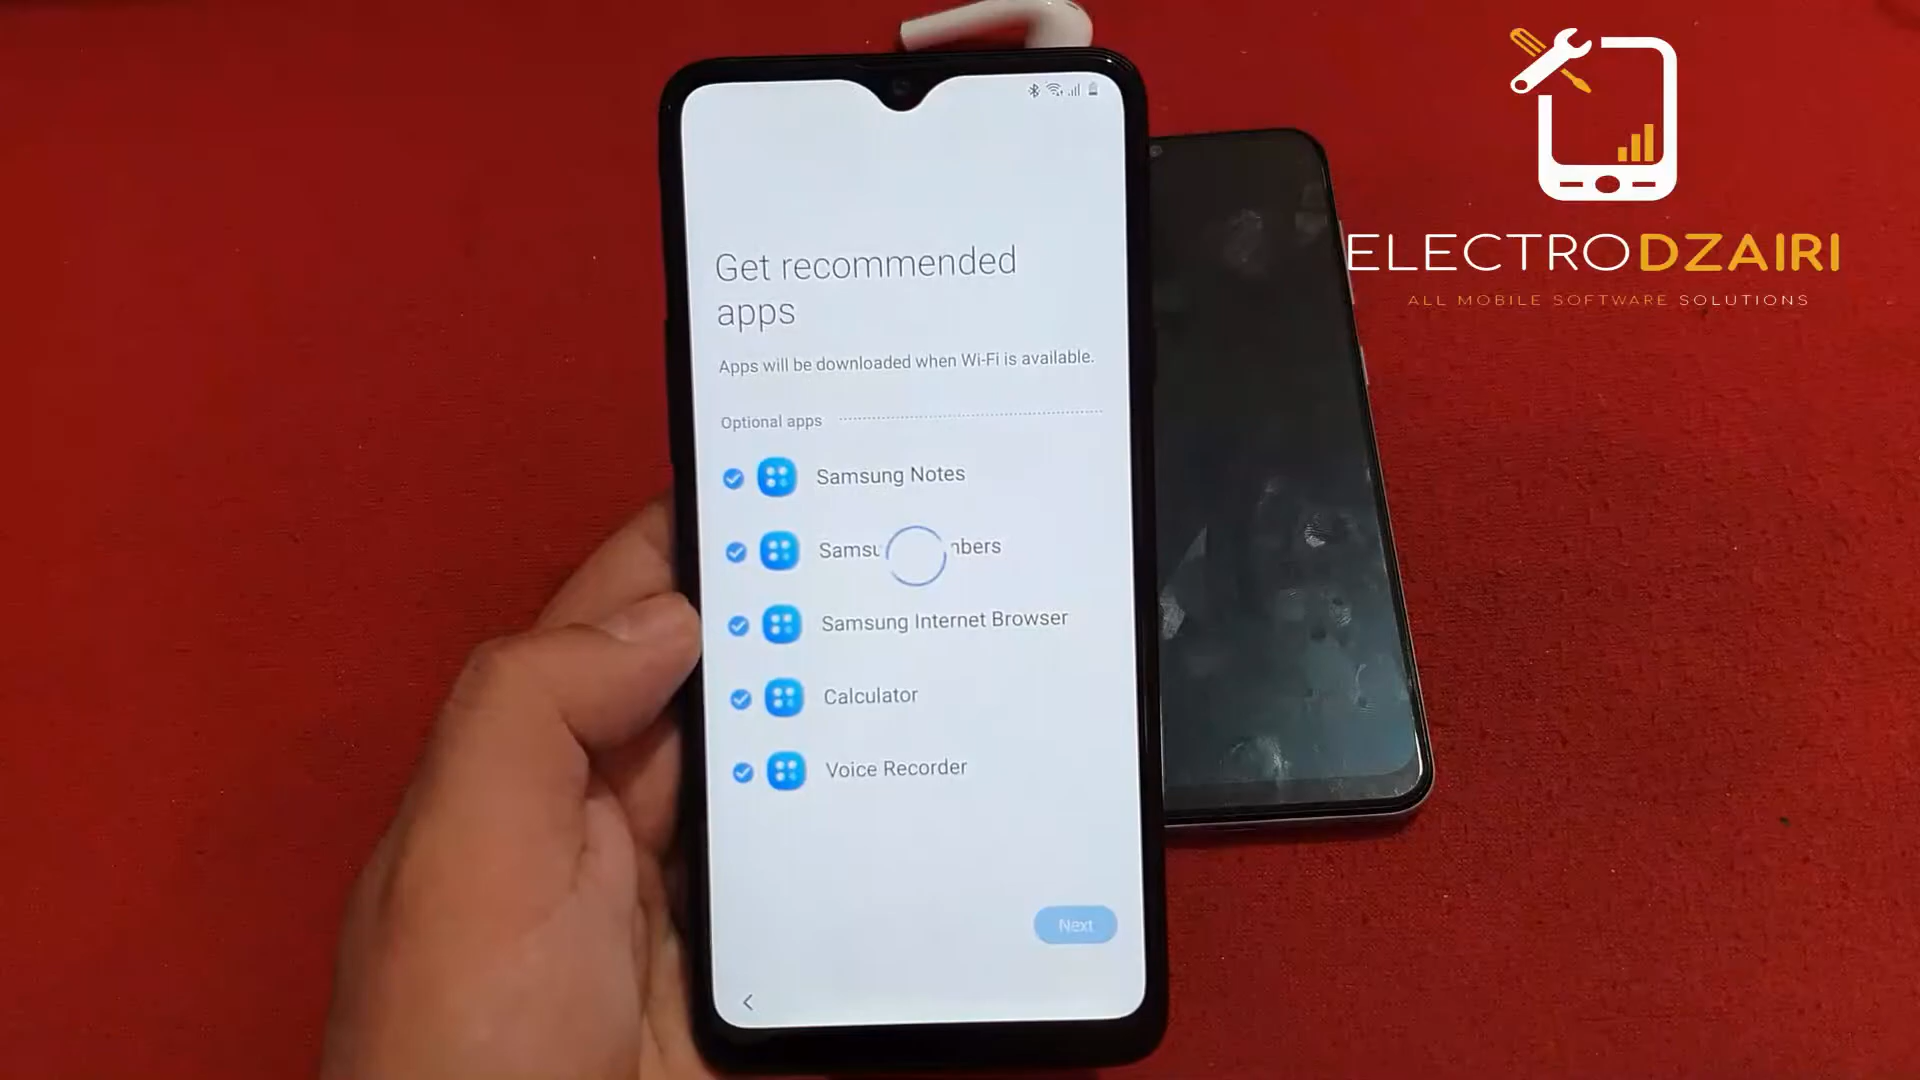 ELECTRODZAIRI
ALL MOBILE SOFTWARE SOLUTIONS
Get recommended
apps
Apps will be downloaded when Wi-Fi is available.
Optional apps
Samsung Notes
Samsu mbers
Samsung Internet Browser
Calculator
Voice Recorder
Next